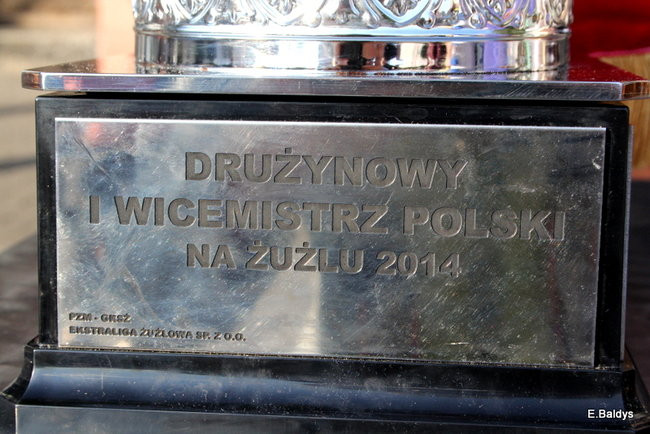 DRUŻYNOWY
I WICEMISTRZ POLSKI
NA ŻUŻLU 2014
PZM - GKSŻ
EKSTRALIGA ŻUŻLOWA SP. Z O.O.
E.Baldys